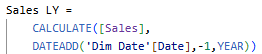 Sales LY =
CALCULATE([Sales],
DATEADD('Dim Date'[Date],-1,YEAR))